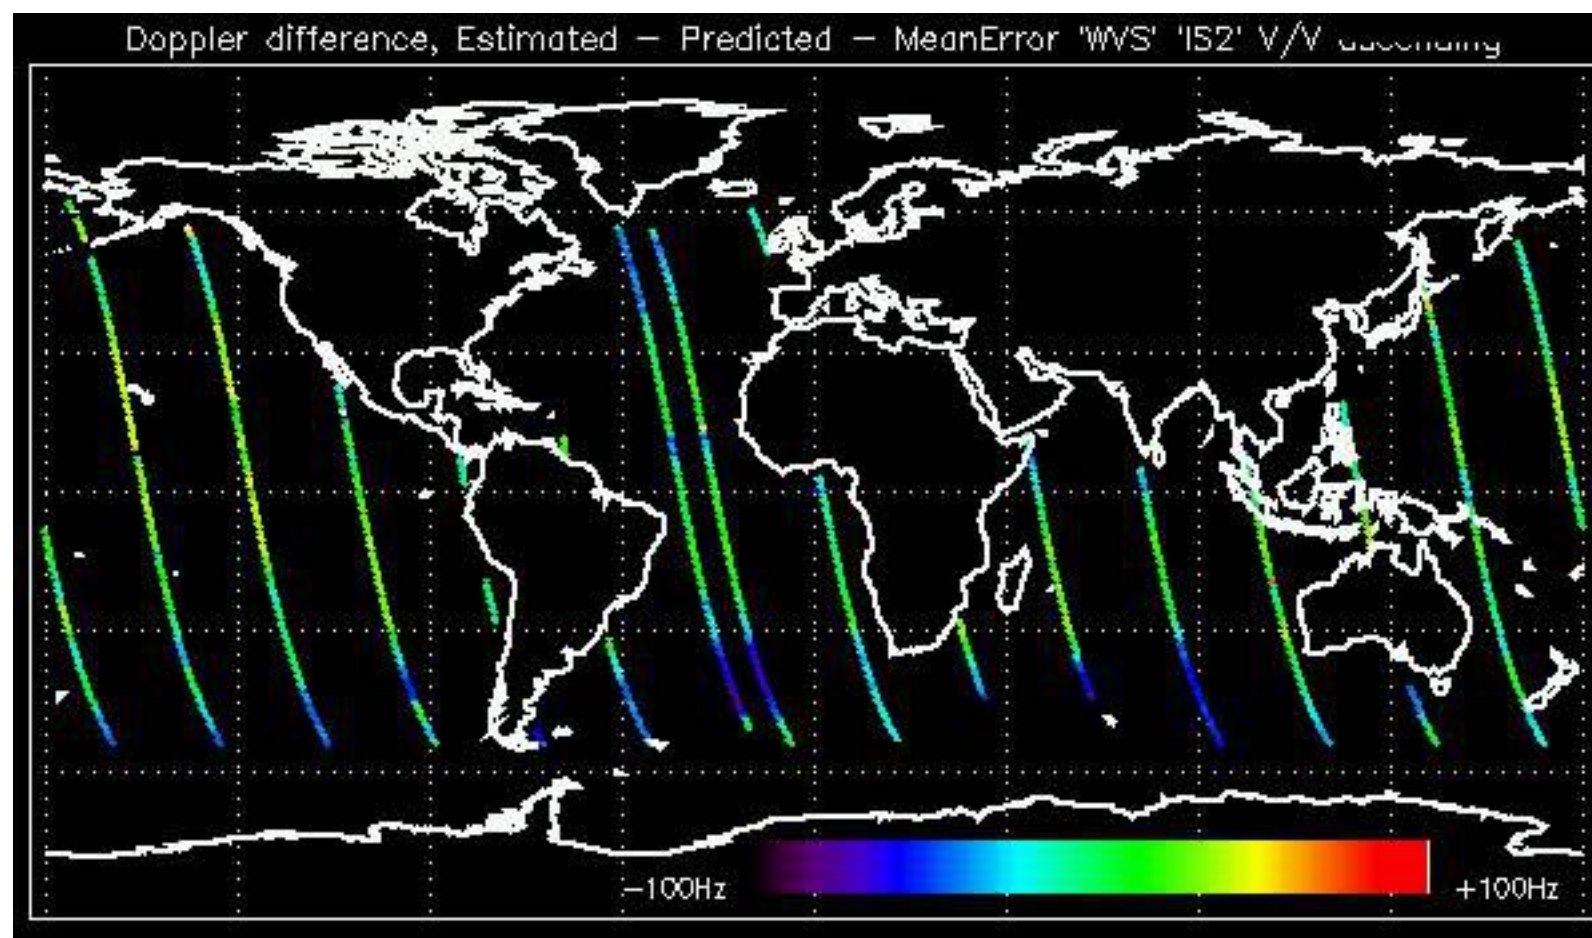 Doppler difference, Estimated − Predicted − MeanError 'WVS' 'IS2' V/V
−100Hz +100Hz